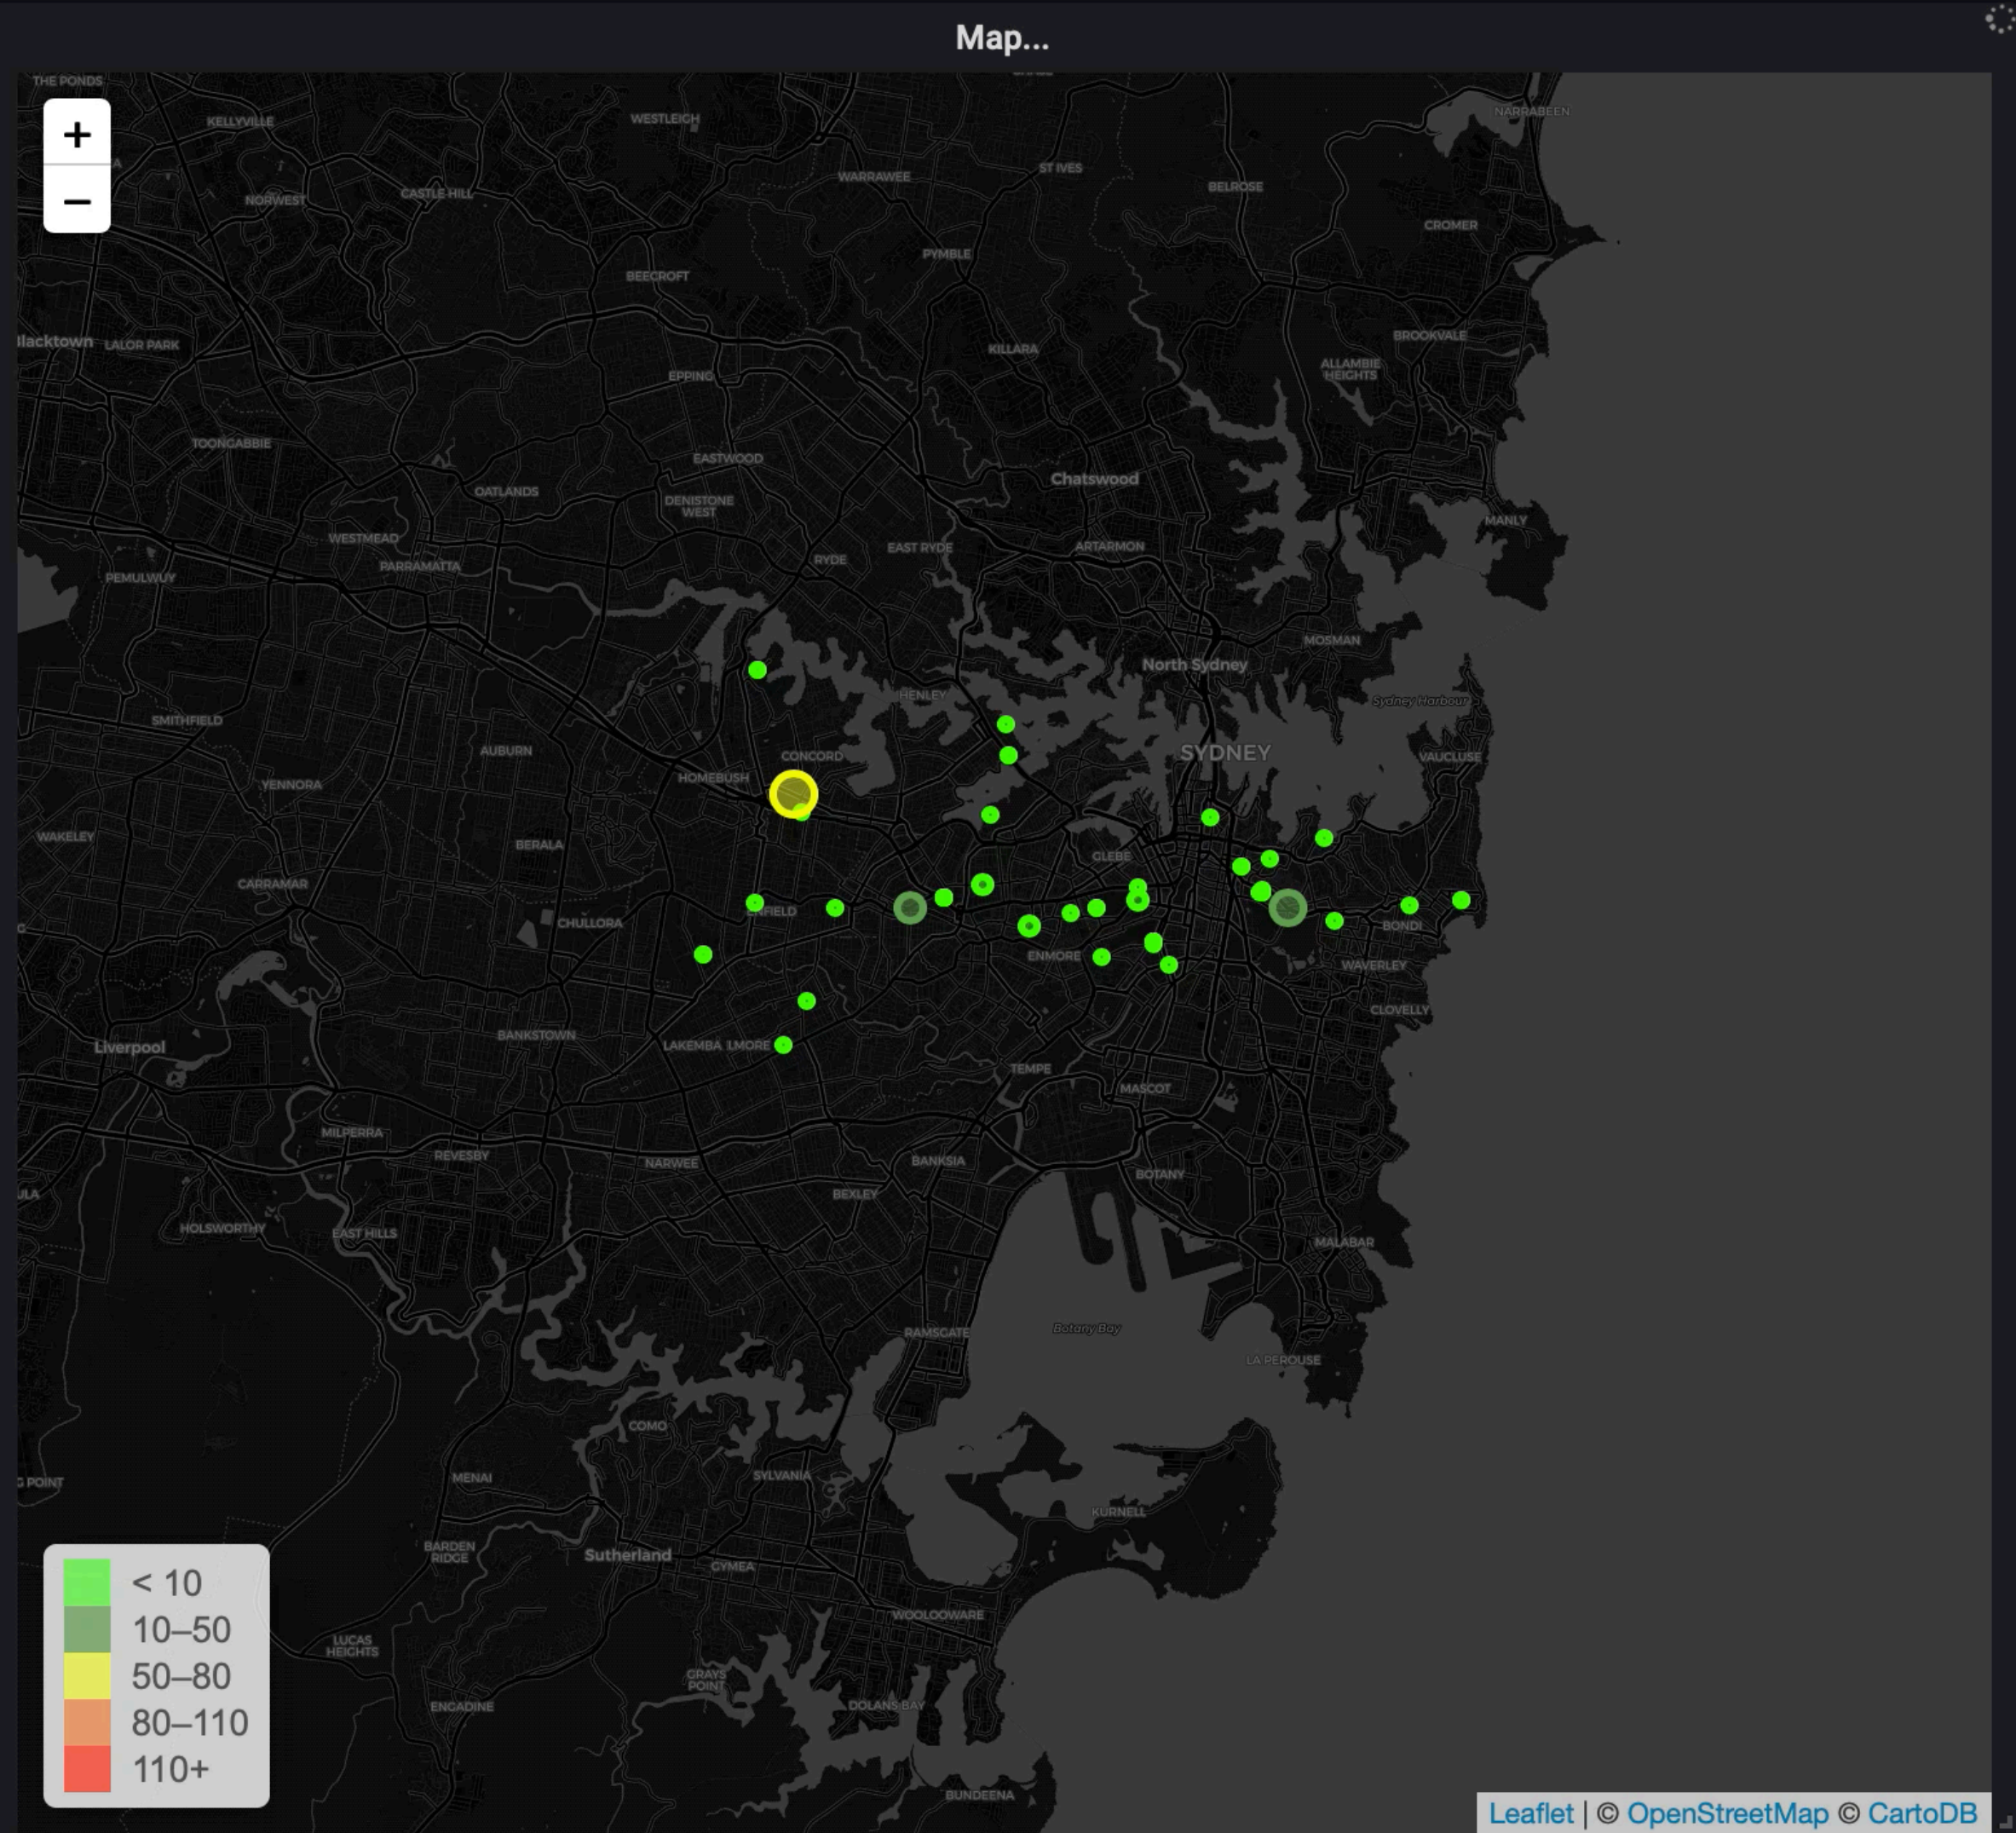 Map...
THE PONDS
KELLYVILLE
WESTLEIGH
NARRABEEN
+
−
NORWEST
CASTLE HILL
WARRAWEE
ST IVES
BELROSE
CROMER
PYMBLE
BEECROFT
BROOKVALE
lacktown
LALOR PARK
KILLARA
ALLAMBIE
HEIGHTS
EPPING
TOONGABBIE
EASTWOOD
Chatswood
OATLANDS
DENISTONE
WEST
MANLY
WESTMEAD
EAST RYDE
ARTARMON
RYDE
PARRAMATTA
PEMULWUY
MOSMAN
North Sydney
HENLEY
Sydney Harbour
SMITHFIELD
AUBURN
CONCORD
SYDNEY
VAUCLUSE
HOMEBUSH
YENNORA
WAKELEY
BERALA
GLEBE
CARRAMAR
CHULLORA
ENFIELD
BONDI
ENMORE
WAVERLEY
CLOVELLY
BANKSTOWN
Liverpool
LAKEMBA
LMORE
TEMPE
MASCOT
MILPERRA
REVESBY
NARWEE
BANKSIA
BOTANY
ULA
BEXLEY
HOLSWORTHY
EAST HILLS
MALABAR
RAMSGATE
Botany Bay
LA PEROUSE
COMO
G POINT
MENAI
SYLVANIA
KURNELL
BARDEN
RIDGE
Sutherland
GYMEA
WOOLOOWARE
LUCAS
HEIGHTS
GRAYS
POINT
ENGADINE
DOLANS BAY
BUNDEENA
< 10
10–50
50–80
80–110
110+
Leaflet | © OpenStreetMap © CartoDB